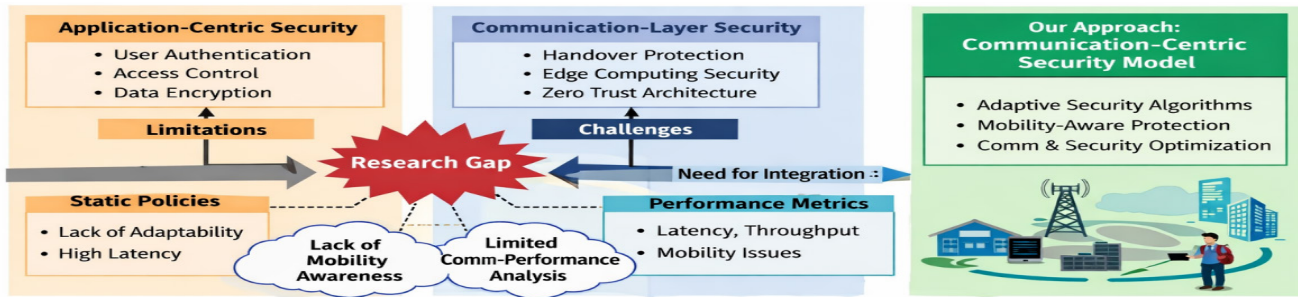 Application-Centric Security
• User Authentication
• Access Control
• Data Encryption
Limitations
Static Policies
• Lack of Adaptability
• High Latency
Research Gap
Lack of
Mobility
Awareness
Limited
Comm-Performance
Analysis
Communication-Layer Security
• Handover Protection
• Edge Computing Security
• Zero Trust Architecture
Challenges
Need for Integration :
Performance Metrics
• Latency, Throughput
• Mobility Issues
Our Approach:
Communication-Centric
Security Model
• Adaptive Security Algorithms
• Mobility-Aware Protection
• Comm & Security Optimization